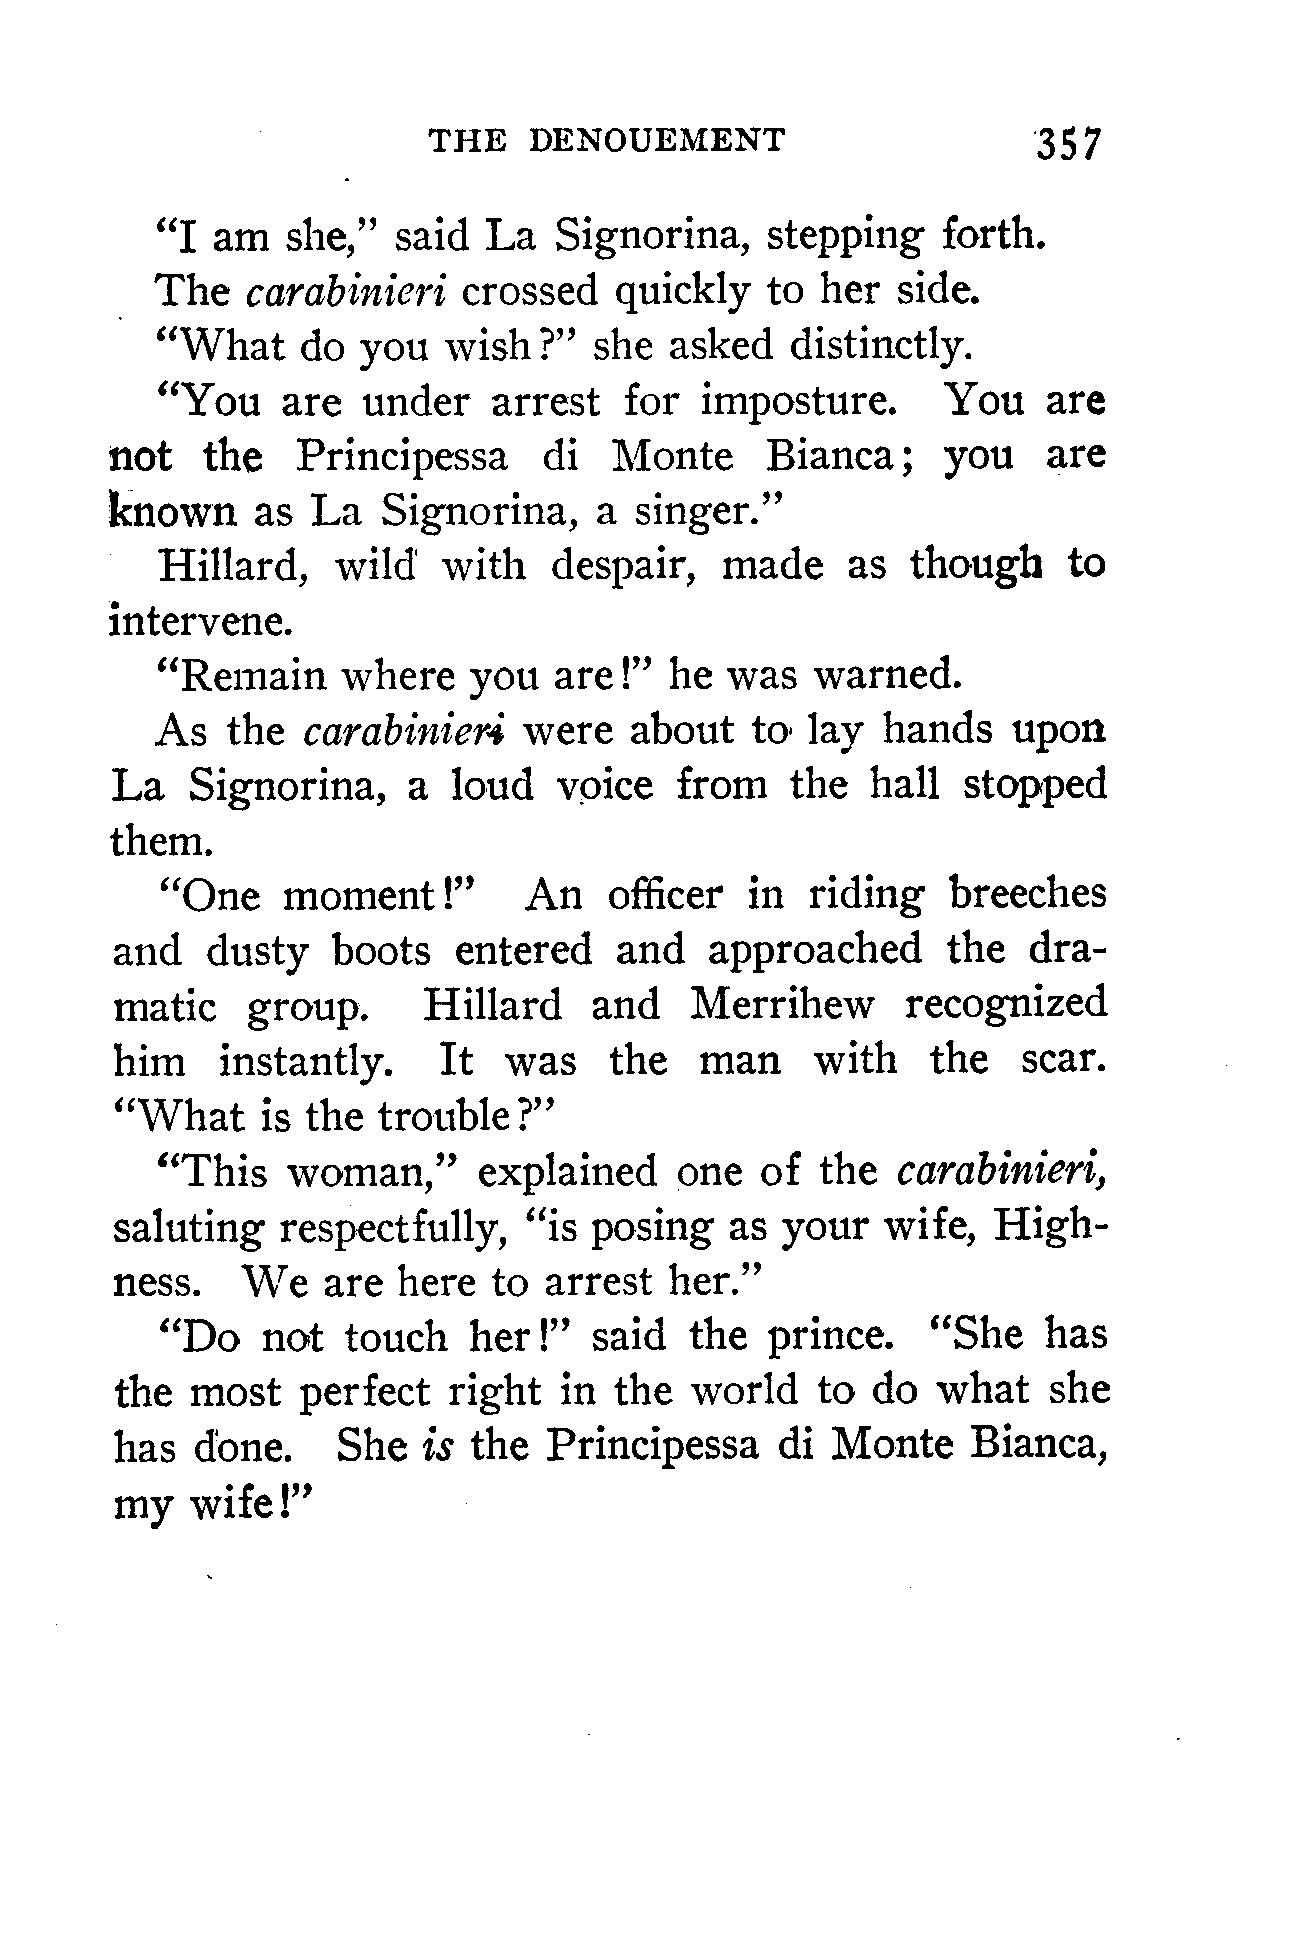 THE DENOUEMENT 357
“I am she,” said La Signorina, stepping forth.
The carabinieri crossed quickly to her side.
“What do you wish?” she asked distinctly.
“You are under arrest for imposture. You are
not the Principessa di Monte Bianca; you are
known as La Signorina, a singer.”
Hillard, wild with despair, made as though to
intervene.
“Remain where you are!” he was warned.
As the carabinieri were about to lay hands upon
La Signorina, a loud voice from the hall stopped
them.
“One moment!” An officer in riding breeches
and dusty boots entered and approached the dra-
matic group. Hillard and Merrihew recognized
him instantly. It was the man with the scar.
“What is the trouble?”
“This woman,” explained one of the carabinieri,
saluting respectfully, “is posing as your wife, High-
ness. We are here to arrest her.”
“Do not touch her!” said the prince. “She has
the most perfect right in the world to do what she
has done. She is the Principessa di Monte Bianca,
my wife!”